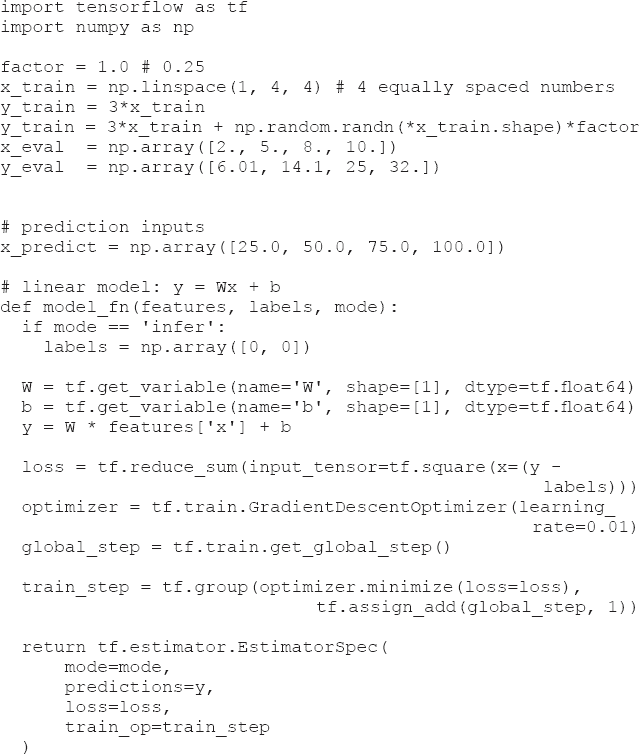 import tensorflow as tf
import numpy as np

factor = 1.0 # 0.25
x_train = np.linspace(1, 4, 4) # 4 equally spaced numbers
y_train = 3*x_train
y_train = 3*x_train + np.random.randn(*x_train.shape)*factor
x_eval  = np.array([2., 5., 8., 10.])
y_eval  = np.array([6.01, 14.1, 25, 32.])

# prediction inputs
x_predict = np.array([25.0, 50.0, 75.0, 100.0])

# linear model: y = Wx + b
def model_fn(features, labels, mode):
  if mode == 'infer':
    labels = np.array([0, 0])

  W = tf.get_variable(name='W', shape=[1], dtype=tf.float64)
  b = tf.get_variable(name='b', shape=[1], dtype=tf.float64)
  y = W * features['x'] + b

  loss = tf.reduce_sum(input_tensor=tf.square(x=(y -
                                                  labels)))
  optimizer = tf.train.GradientDescentOptimizer(learning_
                                                 rate=0.01)
  global_step = tf.train.get_global_step()

  train_step = tf.group(optimizer.minimize(loss=loss),
                             tf.assign_add(global_step, 1))

  return tf.estimator.EstimatorSpec(
      mode=mode,
      predictions=y,
      loss=loss,
      train_op=train_step
  )